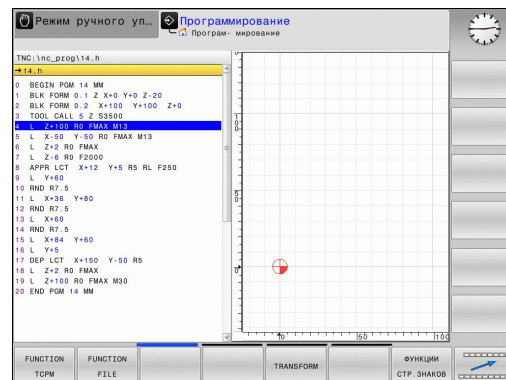 Режим ручного уп…
Программирование
Програм- мирование
TNC:\nc_prog\14.h
→14.h
0 BEGIN PGM 14 MM
1 BLK FORM 0.1 Z X+0 Y+0 Z-20
2 BLK FORM 0.2 X+100 Y+100 Z+0
3 TOOL CALL 5 Z S3500
4 L Z+100 R0 FMAX M13
5 L X-50 Y-50 R0 FMAX M13
6 L Z+2 R0 FMAX
7 L Z-6 R0 F2000
8 APPR LCT X+12 Y+5 R5 RL F250
9 L Y+60
10 RND R7.5
11 L X+36 Y+80
12 RND R7.5
13 L X+60
14 RND R7.5
15 L X+84 Y+60
16 L Y+5
17 DEP LCT X+150 Y-50 R5
18 L Z+2 R0 FMAX
19 L Z+100 R0 FMAX M30
20 END PGM 14 MM
100
50
0
0
50
100
FUNCTION TCPM
FUNCTION FILE
TRANSFORM
ФУНКЦИИ СТР.ЗНАКОВ